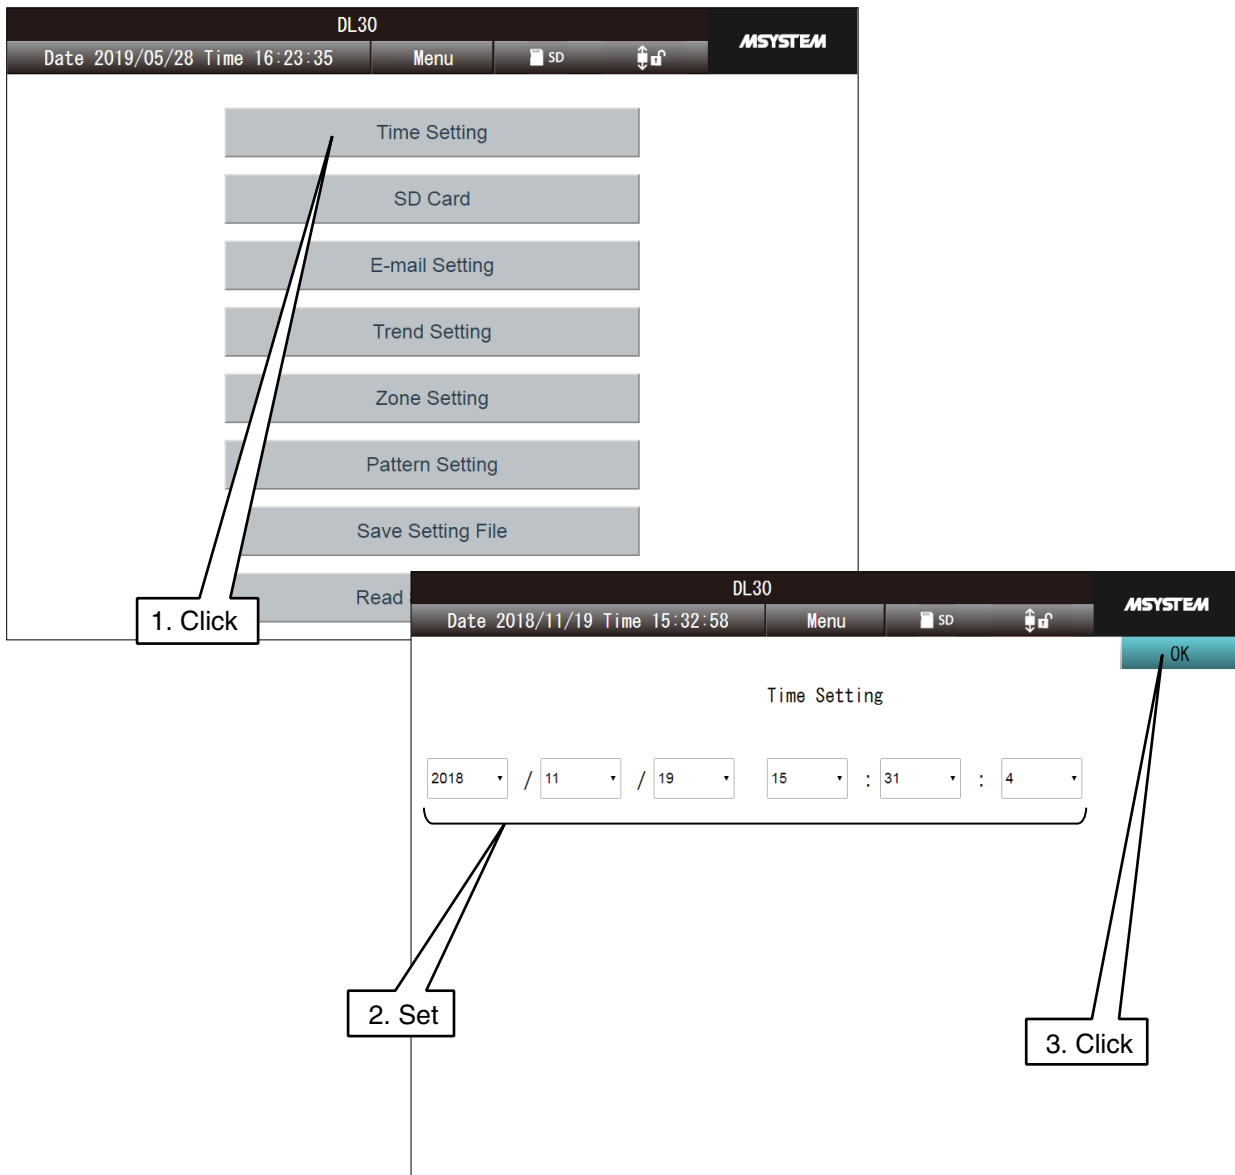 DL30
MSYSTEM
Date 2019/05/28 Time 16:23:35 Menu SD
Time Setting
SD Card
E-mail Setting
Trend Setting
Zone Setting
Pattern Setting
Save Setting File
Read
1. Click
DL30
MSYSTEM
Date 2018/11/19 Time 15:32:58 Menu SD
OK
Time Setting
2018 / 11 / 19 15 : 31 : 4
2. Set
3. Click